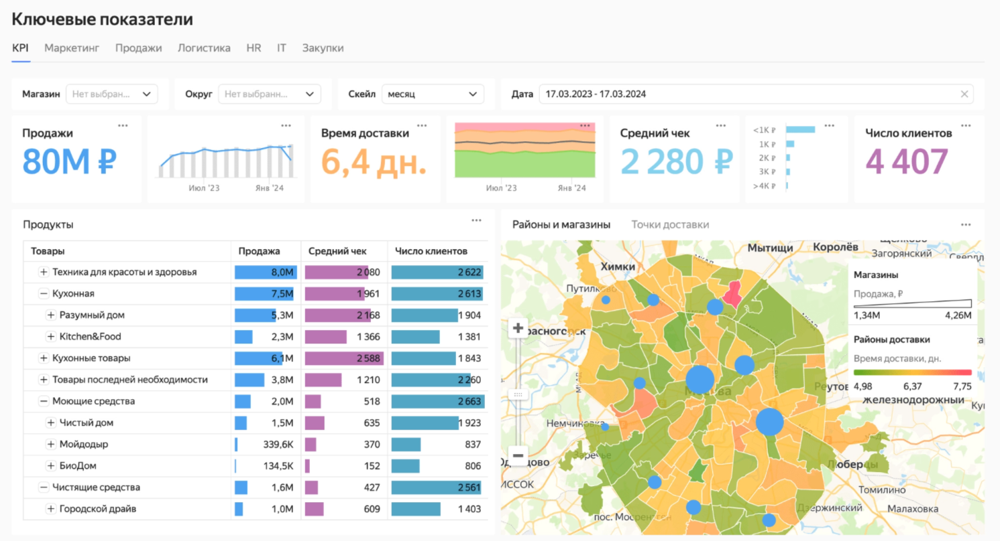 Ключевые показатели
KPI Маркетинг Продажи Логистика HR IT Закупки
Магазин Нет выбран... Округ Нет выбранн... Скейл месяц Дата 17.03.2023 - 17.03.2024
Продажи
80М ₽
Июл '23 Янв '24
Время доставки
6,4 дн.
Июл '23 Янв '24
Средний чек
2 280 ₽
<1K ₽
1K ₽
2K ₽
3K ₽
>4K ₽
Число клиентов
4 407
Продукты
Товары Продажа Средний чек Число клиентов
Техника для красоты и здоровья 8,0M 2 080 2 622
Кухонная 7,5M 1 961 2 613
Разумный дом 5,3M 2 168 1 904
Kitchen&Food 2,3M 1 366 1 381
Кухонные товары 6,1M 2 588 1 843
Товары последней необходимости 3,8M 1 210 2 260
Моющие средства 2,0M 518 2 663
Чистый дом 1,5M 635 1 923
Мойдодыр 339,6K 370 837
БиоДом 134,5K 152 806
Чистящие средства 1,6M 427 2 561
Городской драйв 1,0M 609 1 403
Районы и магазины Точки доставки
Мытищи Королёв
Загорянский
Химки
Магазины
Продажа, ₽
1,34M 4,26M
Районы доставки
Время доставки, дн.
4,98 6,37 7,75
железнодорожный
Москва
Немчиновка
Заречье
Люберцы
Томилино
Дзержинский Малаховка
пос. Мосрентген
МКАД